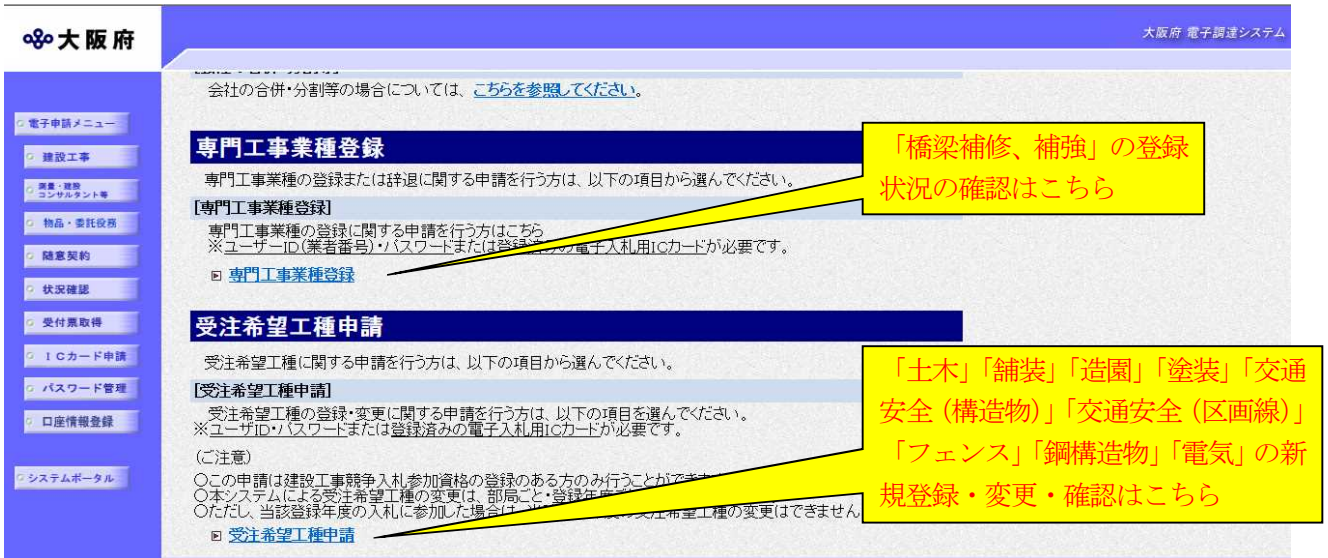 大阪府
大阪府 電子調達システム
会社の合併・分割等の場合については、こちらを参照してください。
電子申請メニュー
建設工事
測量・建設
コンサルタント等
物品・委託役務
随意契約
状況確認
受付票取得
ICカード申請
パスワード管理
口座情報登録
システムポータル
専門工事業種登録
専門工事業種の登録または辞退に関する申請を行う方は、以下の項目から選んでください。
[専門工事業種登録]
専門工事業種の登録に関する申請を行う方はこちら
※ユーザーID(業者番号)・パスワードまたは登録済みの電子入札用ICカードが必要です。
専門工事業種登録
「橋梁補修、補強」の登録
状況の確認はこちら
受注希望工種申請
受注希望工種に関する申請を行う方は、以下の項目から選んでください。
[受注希望工種申請]
受注希望工種の登録・変更に関する申請を行う方は、以下の項目を選んでください。
※ユーザID・パスワードまたは登録済みの電子入札用ICカードが必要です。
(ご注意)
○この申請は建設工事競争入札参加資格の登録のある方のみ行うことができ
○本システムによる受注希望工種の変更は、部局ごと・登録年度
○ただし、当該登録年度の入札に参加した場合は、受注希望工種の変更はできません
受注希望工種申請
「土木」「舗装」「造園」「塗装」「交通
安全(構造物)」「交通安全(区画線)」
「フェンス」「鋼構造物」「電気」の新
規登録・変更・確認はこちら